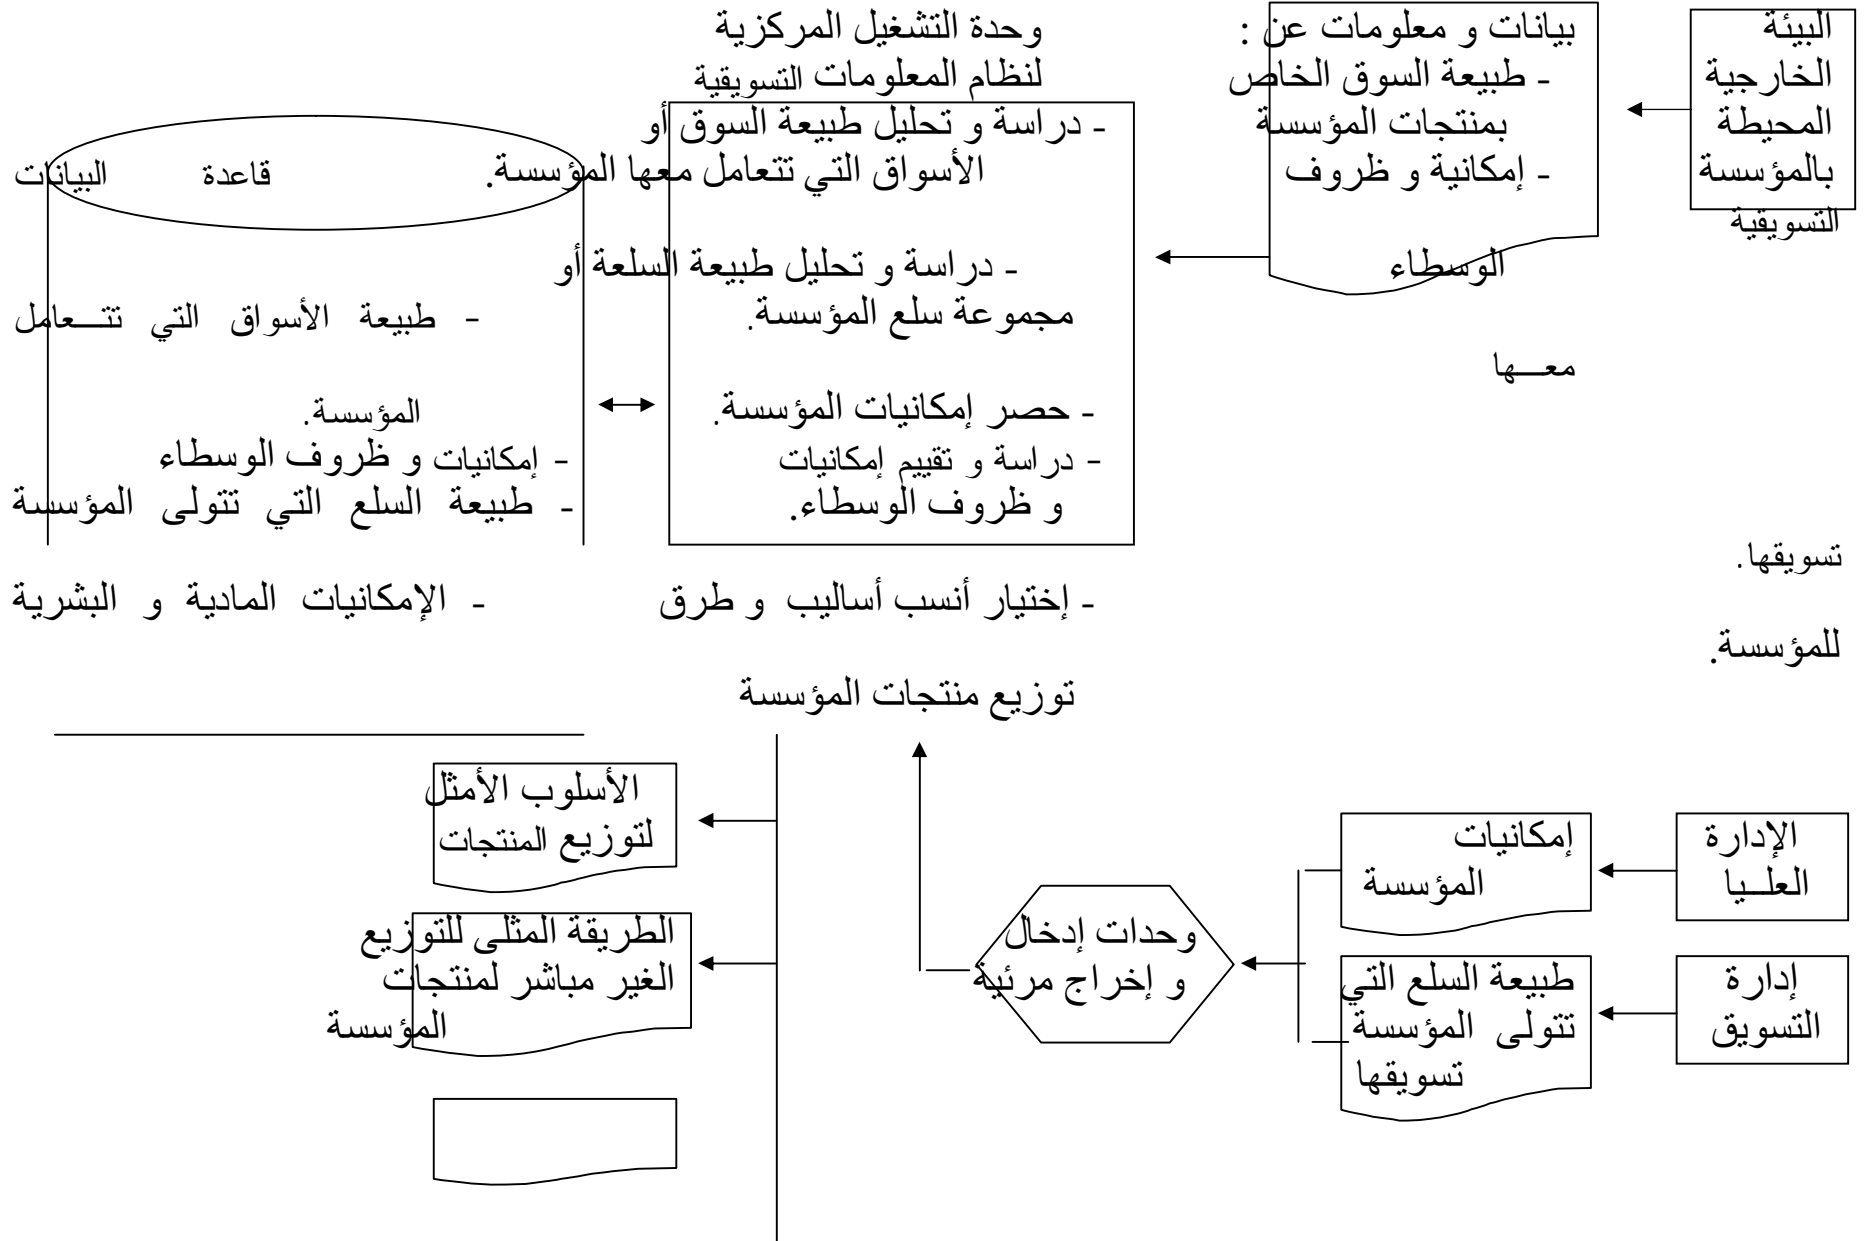 البيئة
الخارجية
المحيطة
بالمؤسسة
التسويقية
بيانات و معلومات عن :
- طبيعة السوق الخاص
بمنتجات المؤسسة
- إمكانية و ظروف
الوسطاء
معـــها
وحدة التشغيل المركزية
لنظام المعلومات التسويقية
- دراسة و تحليل طبيعة السوق أو
الأسواق التي تتعامل معها المؤسسة.
- دراسة و تحليل طبيعة السلعة أو
مجموعة سلع المؤسسة.
- حصر إمكانيات المؤسسة.
- دراسة و تقييم إمكانيات
و ظروف الوسطاء.
- إختيار أنسب أساليب و طرق
توزيع منتجات المؤسسة
قاعدة البيانات
- طبيعة الأسواق التي تتـــعامل
المؤسسة.
- إمكانيات و ظروف الوسطاء
- طبيعة السلع التي تتولى المؤسسة
تسويقها.
- الإمكانيات المادية و البشرية
للمؤسسة.
الإدارة
العلـــيا
إمكانيات
المؤسسة
إدارة
التسويق
طبيعة السلع التي
تتولى المؤسسة
تسويقها
وحدات إدخال
و إخراج مرئية
الأسلوب الأمثل
لتوزيع المنتجات
الطريقة المثلى للتوزيع
الغير مباشر لمنتجات
المؤسسة